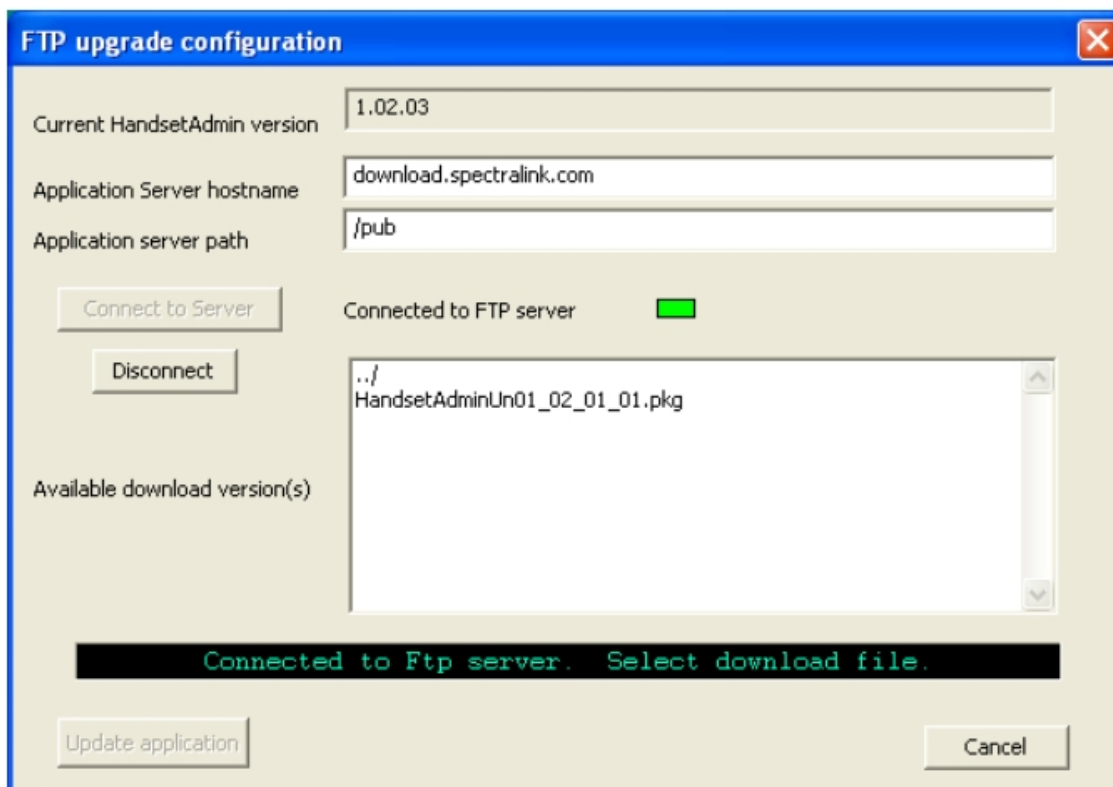 FTP upgrade configuration
Current HandsetAdmin version
1.02.03
Application Server hostname
download.spectralink.com
Application server path
/pub
Connect to Server
Connected to FTP server
Disconnect
../
HandsetAdminUn01_02_01_01.pkg
Available download version(s)
Connected to Ftp server. Select download file.
Update application
Cancel